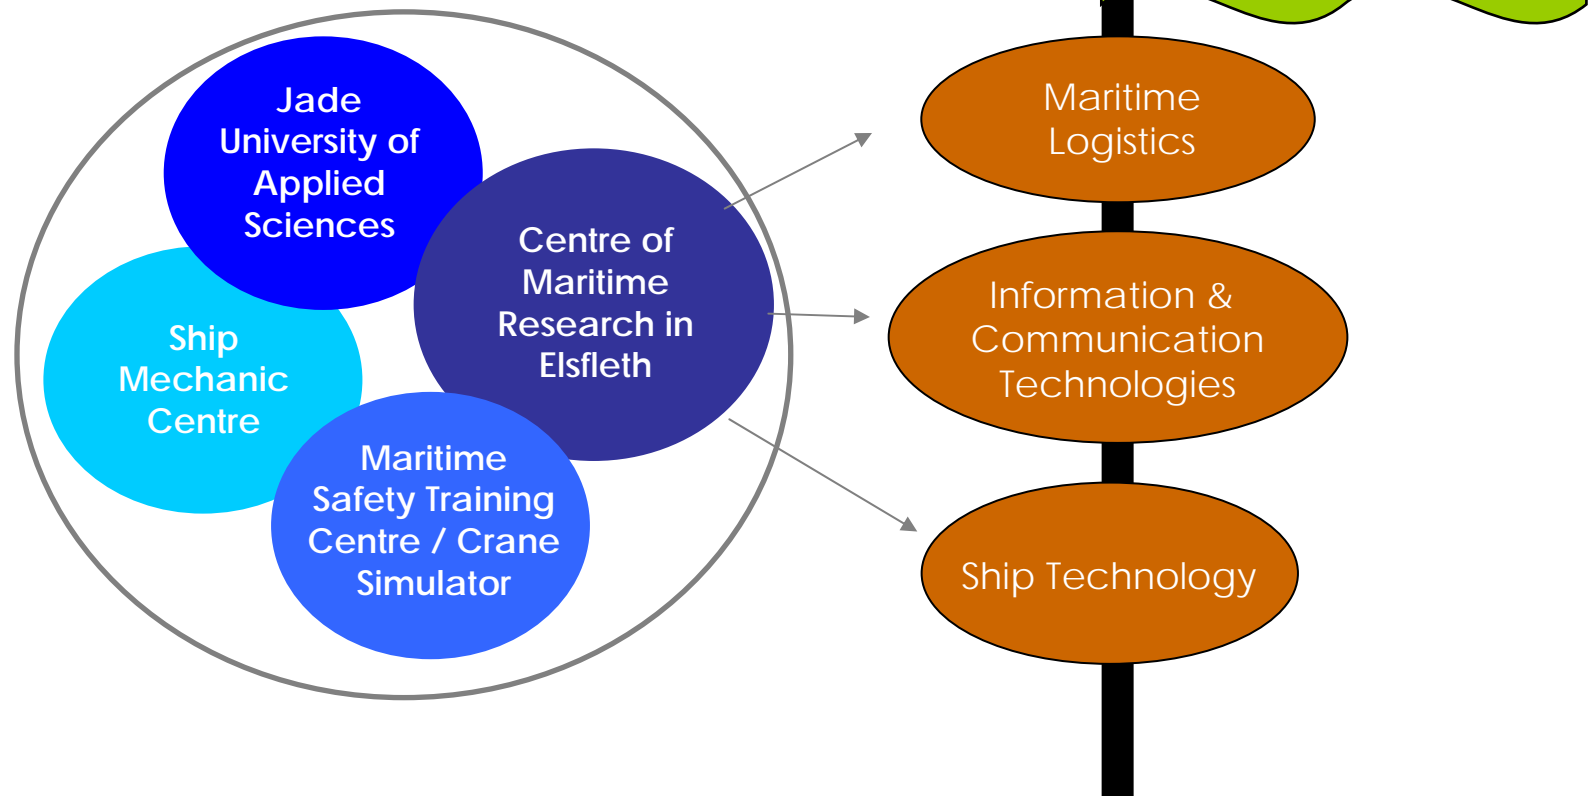 Jade
University of
Applied
Sciences
Centre of
Maritime
Research in
Elsfleth
Ship
Mechanic
Centre
Maritime
Safety Training
Centre / Crane
Simulator
Maritime
Logistics
Information &
Communication
Technologies
Ship Technology